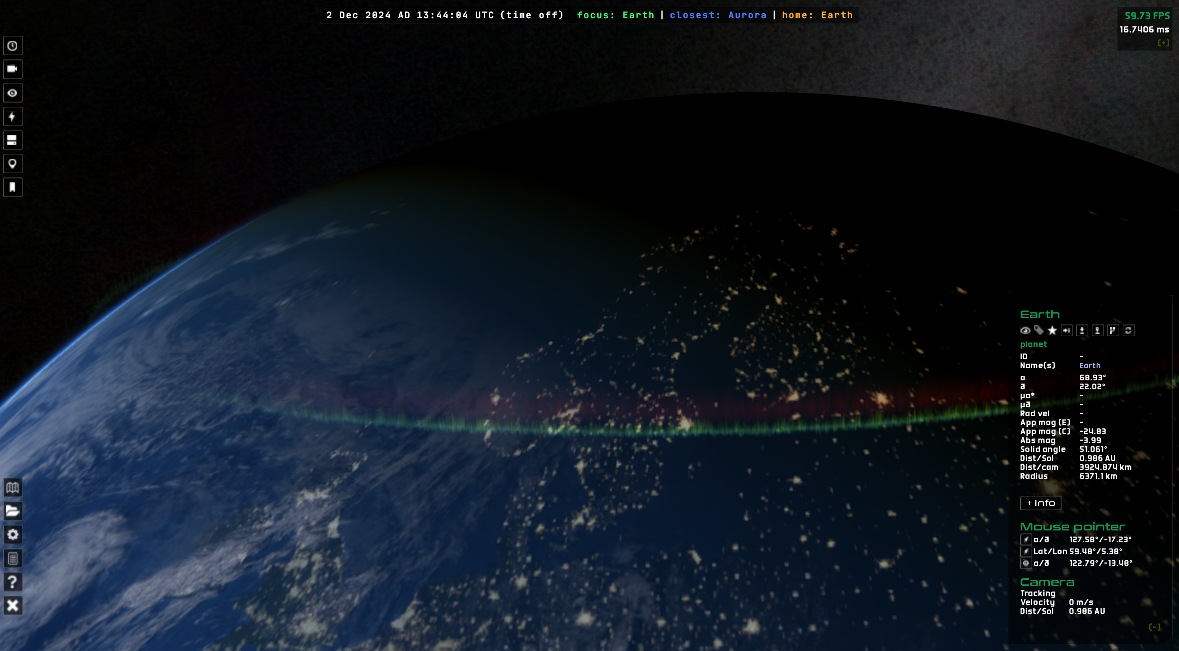 2 Dec 2024 AD 13:44:04 UTC (time off) focus: Earth | closest: Aurora | home: Earth
59.73 FPS
16.7406 ms
[+]
Earth
planet
ID -
Name(s) Earth
α 68.93°
δ 22.02°
μα* -
μδ -
Rad vel -
App mag (E) -
App mag (C) -24.83
Abs mag -3.99
Solid angle 51.061°
Dist/Sol 0.986 AU
Dist/cam 3924.874 km
Radius 6371.1 km
+ Info
Mouse pointer
α/δ 127.58°/-17.23°
Lat/Lon 59.48°/5.38°
α/δ 122.79°/-13.48°
Camera
Tracking
Velocity 0 m/s
Dist/Sol 0.986 AU
[-]